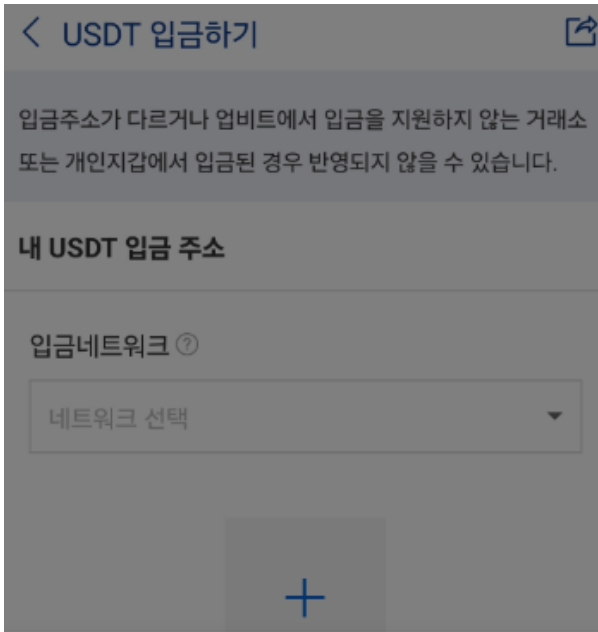 USDT 입금하기
입금주소가 다르거나 업비트에서 입금을 지원하지 않는 거래소
또는 개인지갑에서 입금된 경우 반영되지 않을 수 있습니다.
내 USDT 입금 주소
입금네트워크 ?
네트워크 선택